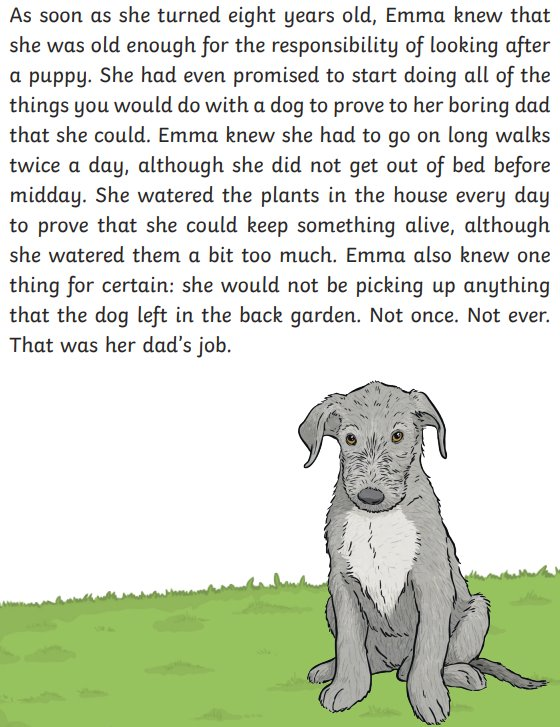 As soon as she turned eight years old, Emma knew that
she was old enough for the responsibility of looking after
a puppy. She had even promised to start doing all of the
things you would do with a dog to prove to her boring dad
that she could. Emma knew she had to go on long walks
twice a day, although she did not get out of bed before
midday. She watered the plants in the house every day
to prove that she could keep something alive, although
she watered them a bit too much. Emma also knew one
thing for certain: she would not be picking up anything
that the dog left in the back garden. Not once. Not ever.
That was her dad’s job.